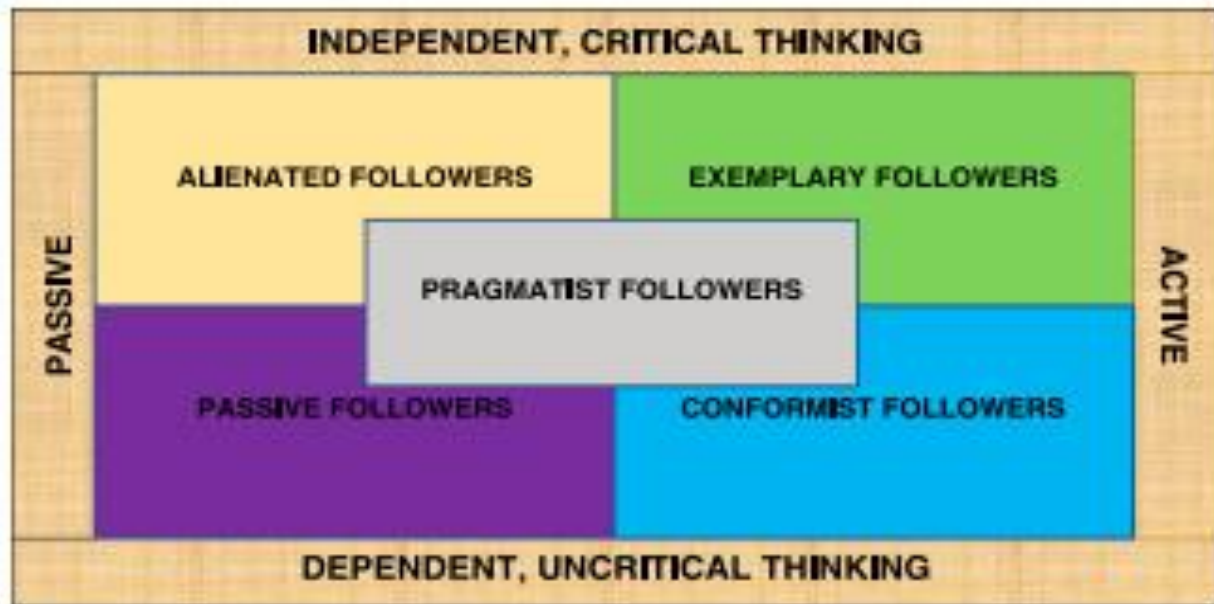 INDEPENDENT, CRITICAL THINKING
ALIENATED FOLLOWERS
EXEMPLARY FOLLOWERS
PASSIVE
PRAGMATIST FOLLOWERS
ACTIVE
PASSIVE FOLLOWERS
CONFORMIST FOLLOWERS
DEPENDENT, UNCRITICAL THINKING